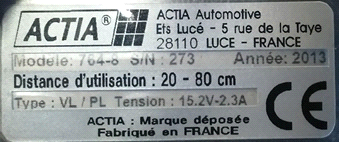 ACTIA®
ACTIA Automotive
Ets Lucé - 5 rue de la Taye
28110 LUCE - FRANCE
Modèle: 764-8 S/N : 273 Année: 2013
Distance d'utilisation : 20 - 80 cm
Type : VL / PL Tension : 15.2V-2.3A
ACTIA : Marque déposée
Fabriqué en FRANCE